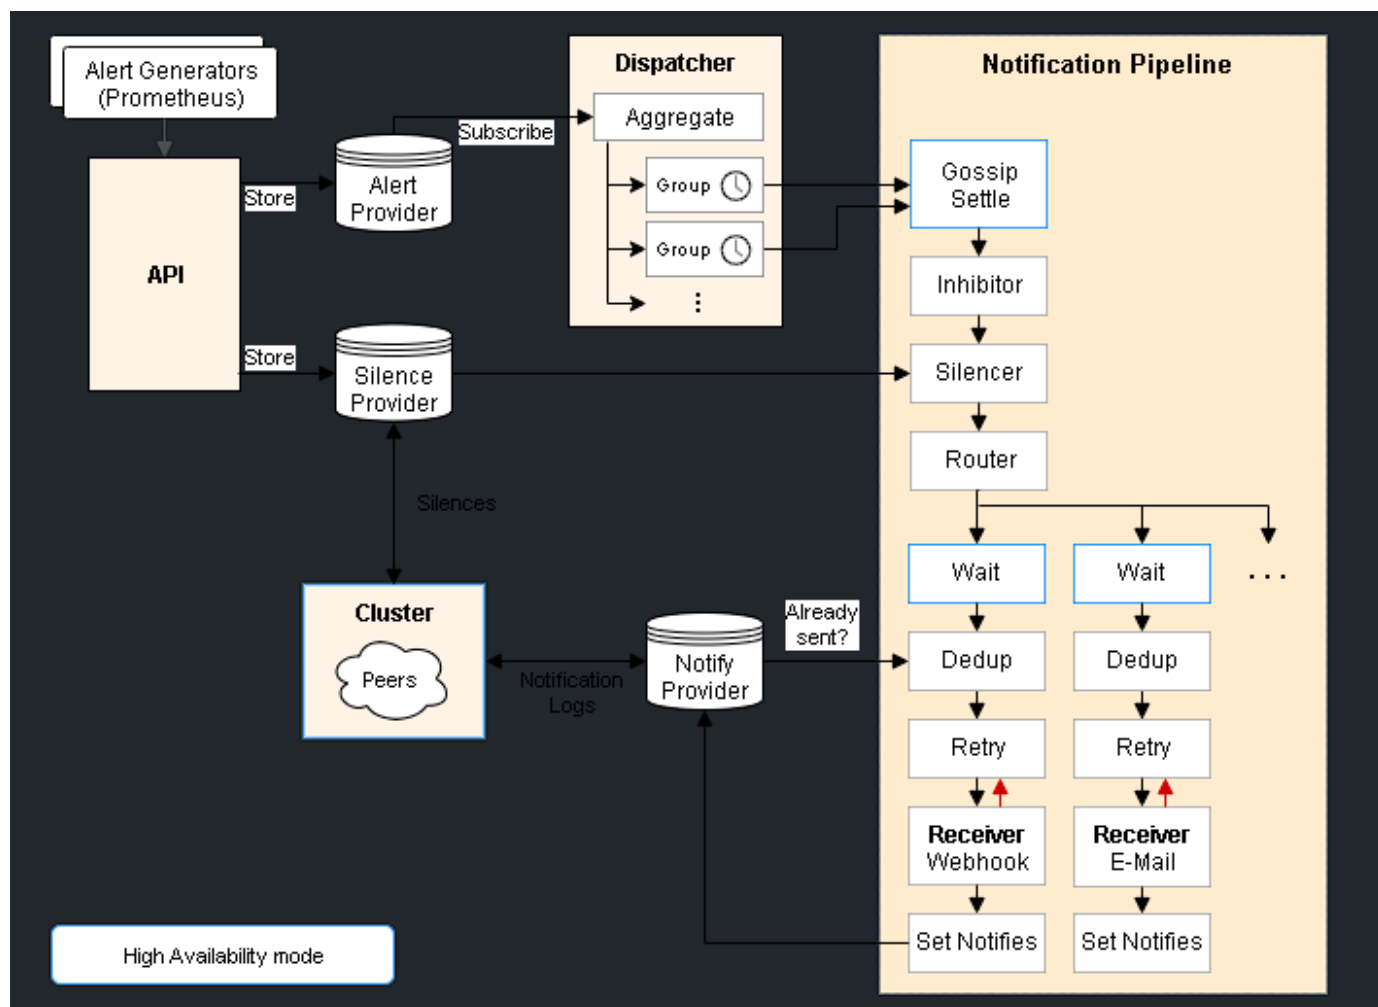 Alert Generators
(Prometheus)
API
Store
Alert
Provider
Subscribe
Dispatcher
Aggregate
Group
Group
⋮
Store
Silence
Provider
Silences
Cluster
Peers
Notification
Logs
Notify
Provider
Already
sent?
Notification Pipeline
Gossip
Settle
Inhibitor
Silencer
Router
Wait
Dedup
Retry
Receiver
Webhook
Set Notifies
Wait
Dedup
Retry
Receiver
E-Mail
Set Notifies
...
High Availability mode